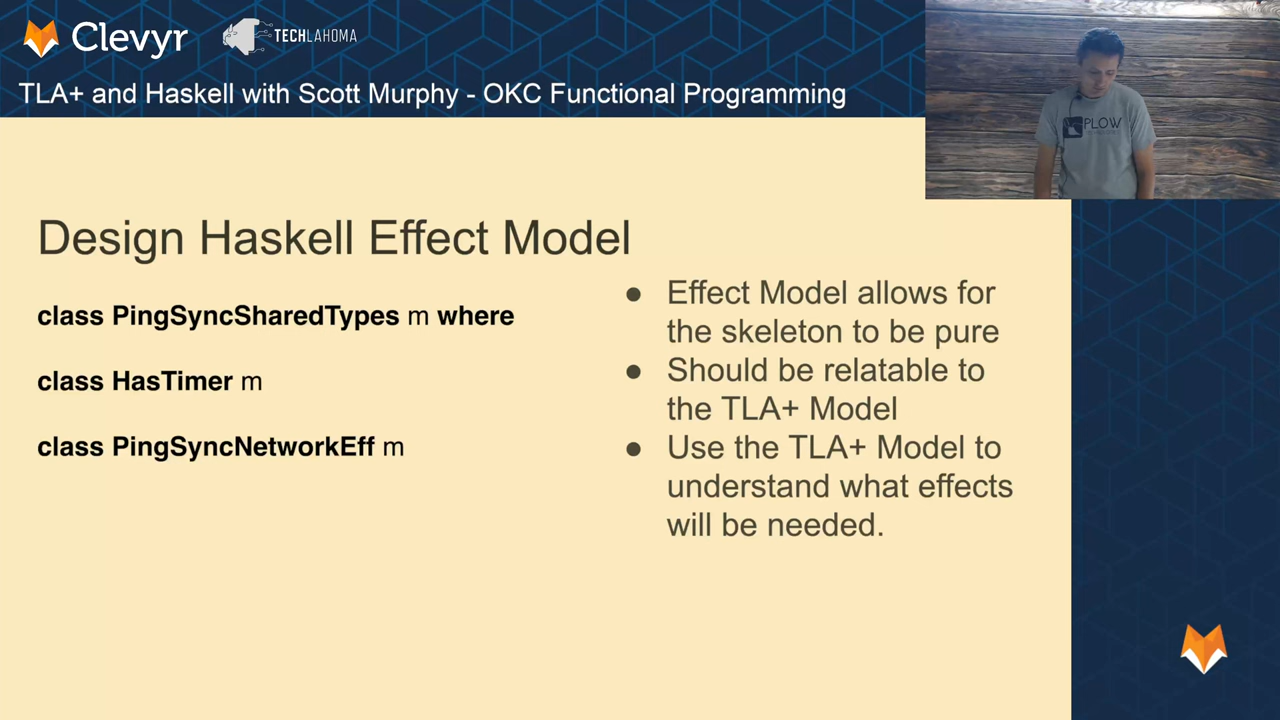 Clevyr
TECHLAHOMA
TLA+ and Haskell with Scott Murphy - OKC Functional Programming
PLOW
Design Haskell Effect Model
class PingSyncSharedTypes m where
class HasTimer m
class PingSyncNetworkEff m
● Effect Model allows for
the skeleton to be pure
● Should be relatable to
the TLA+ Model
● Use the TLA+ Model to
understand what effects
will be needed.